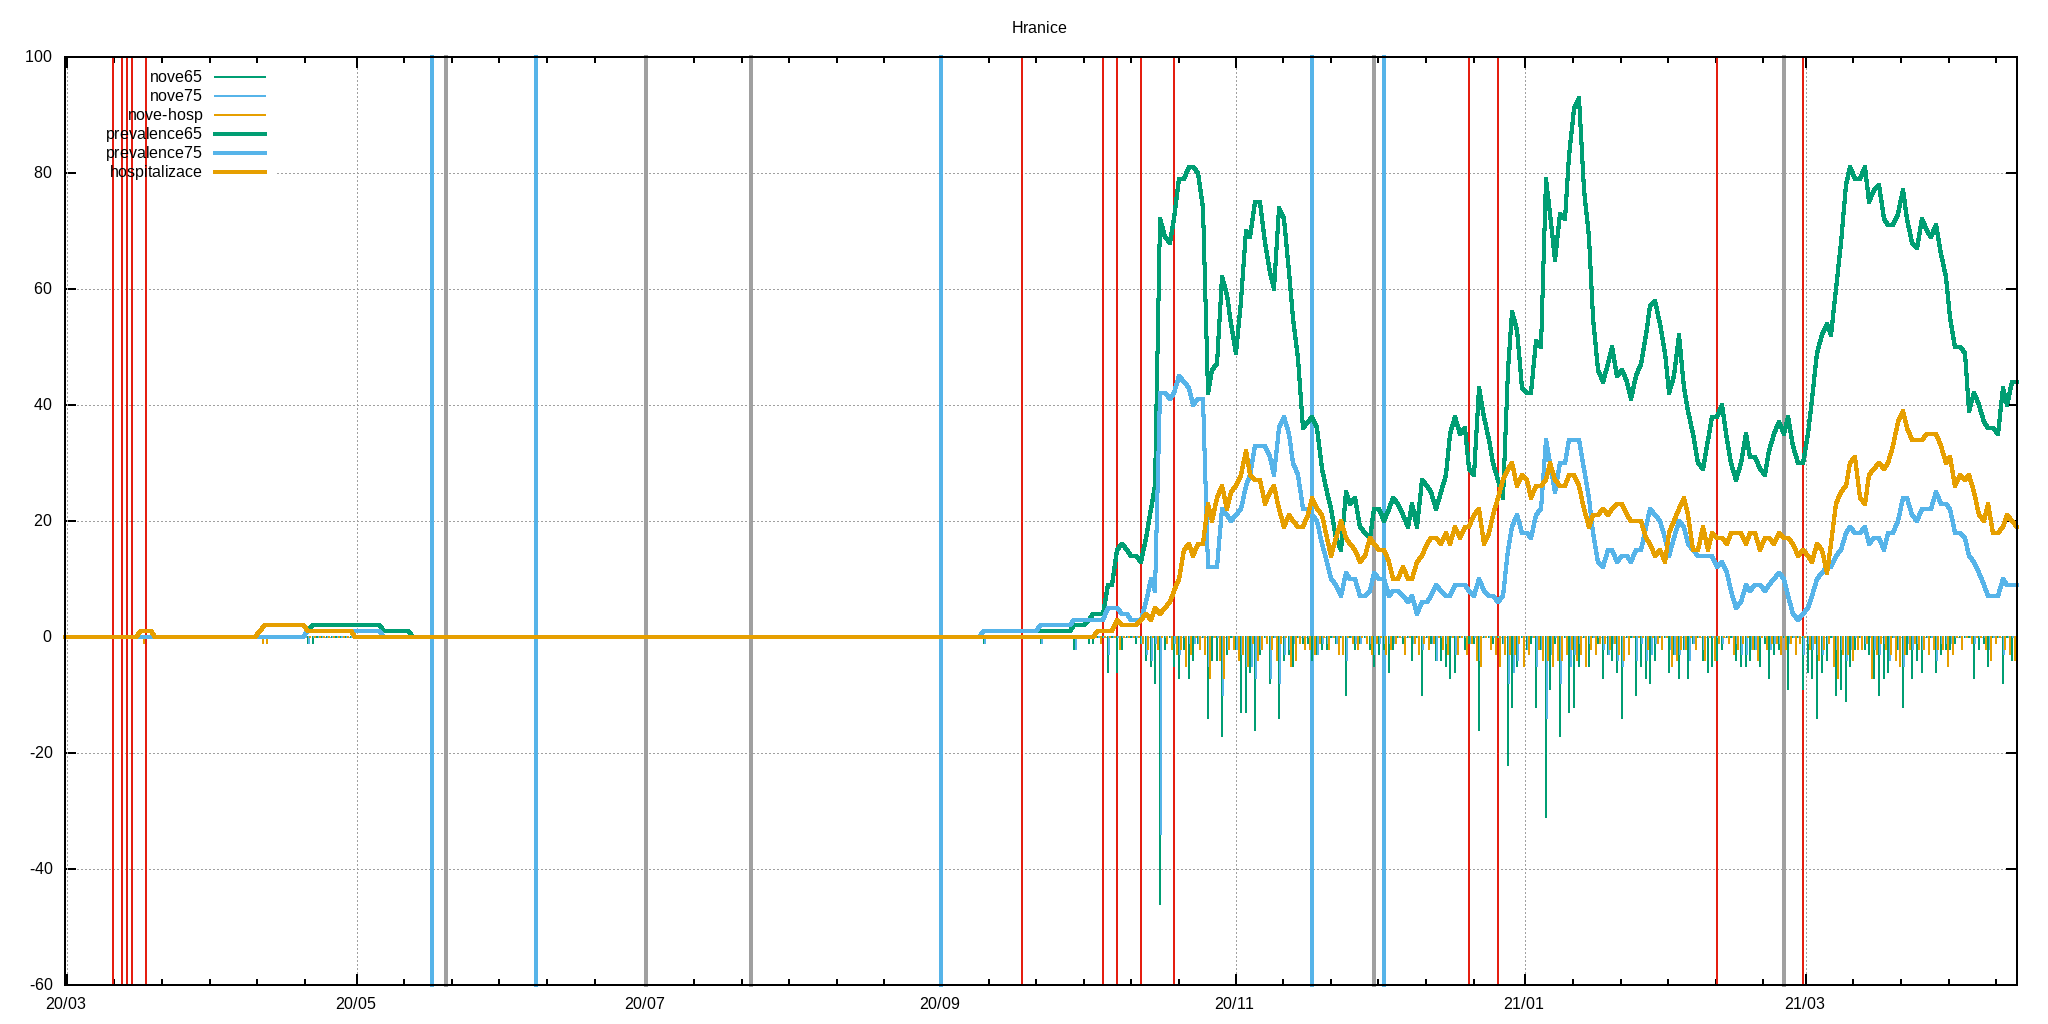 Hranice
100
80
60
40
20
0
-20
-40
-60
nove65
nove75
nove-hosp
prevalence65
prevalence75
hospitalizace
20/03 20/05 20/07 20/09 20/11 21/01 21/03